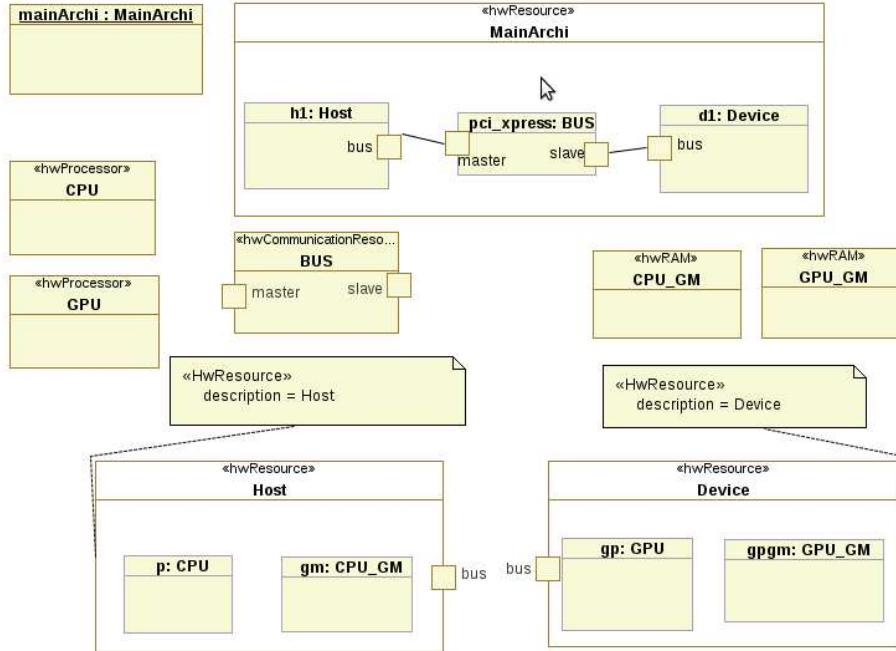 mainArchi : MainArchi
«hwResource»
MainArchi
h1: Host
bus
pci_xpress: BUS
master
slave
d1: Device
bus
«hwProcessor»
CPU
«hwProcessor»
GPU
«hwCommunicationReso...
BUS
master
slave
«hwRAM»
CPU_GM
«hwRAM»
GPU_GM
«HwResource»
description = Host
«HwResource»
description = Device
«hwResource»
Host
p: CPU
gm: CPU_GM
bus
«hwResource»
Device
bus
gp: GPU
gpgm: GPU_GM